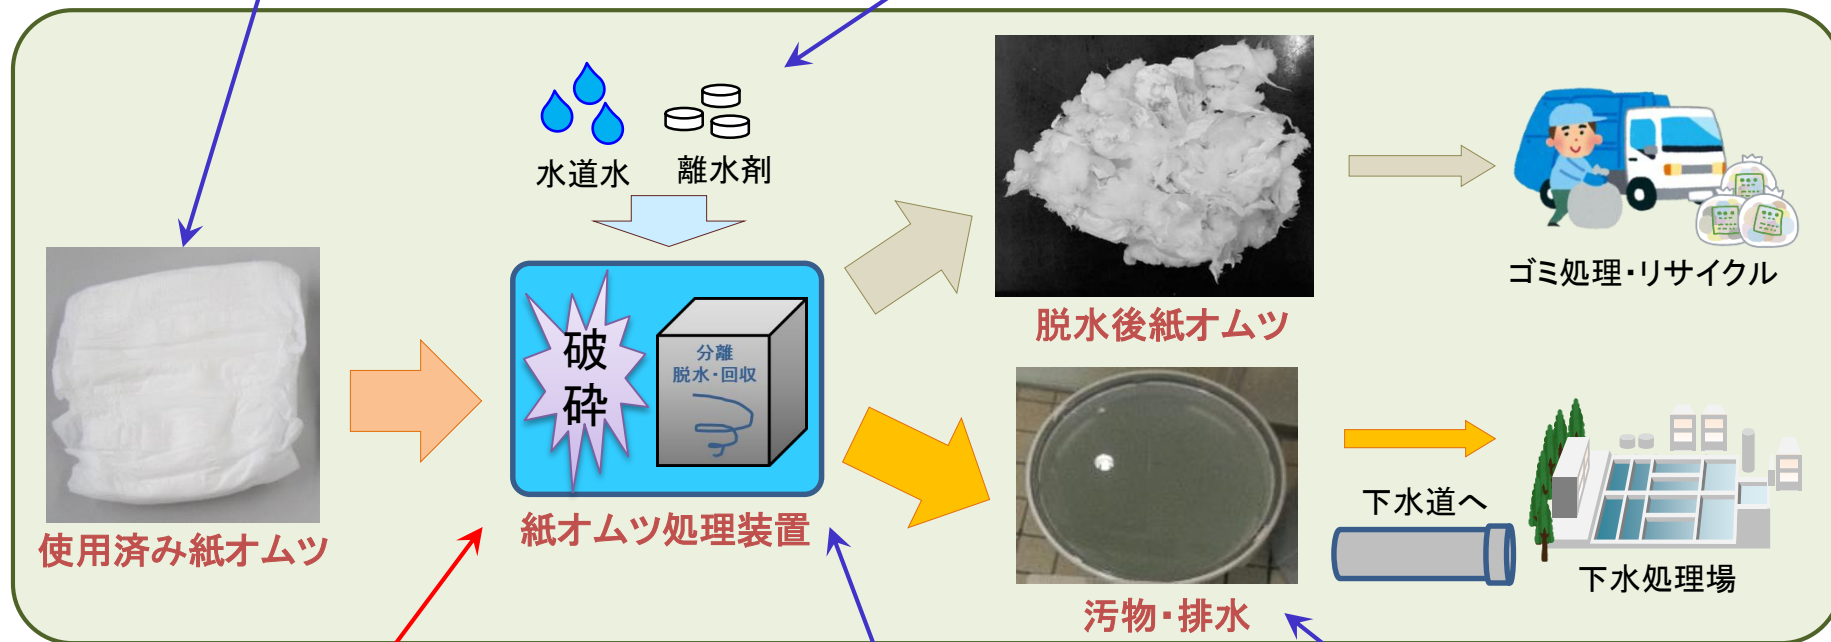 水道水
離水剤
破
砕
分離
脱水・回収
使用済み紙オムツ
紙オムツ処理装置
脱水後紙オムツ
ゴミ処理・リサイクル
汚物・排水
下水道へ
下水処理場